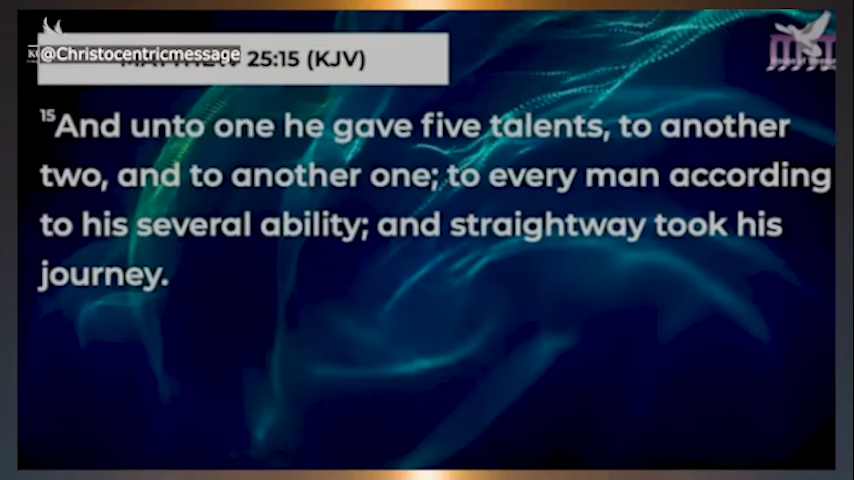 @Christocentricmessage
MATTHEW 25:15 (KJV)
15And unto one he gave five talents, to another
two, and to another one; to every man according
to his several ability; and straightway took his
journey.